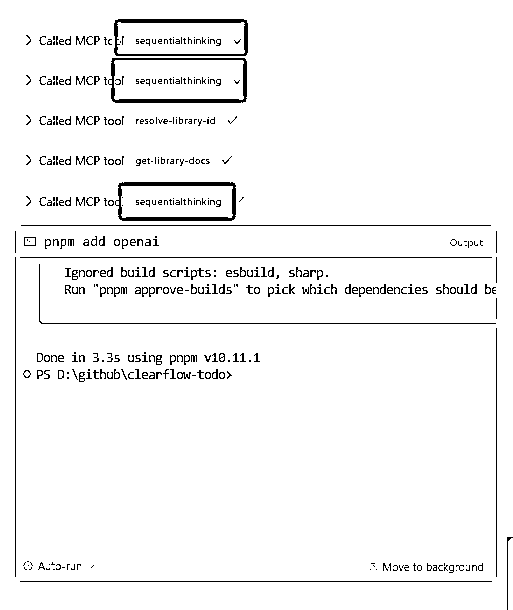 Called MCP tool sequentialthinking
Called MCP tool sequentialthinking
Called MCP tool resolve-library-id
Called MCP tool get-library-docs
Called MCP tool sequentialthinking
pnpm add openai Output
Ignored build scripts: esbuild, sharp.
Run "pnpm approve-builds" to pick which dependencies should be
Done in 3.3s using pnpm v10.11.1
PS D:\github\clearflow-todo>
Auto-run Move to background